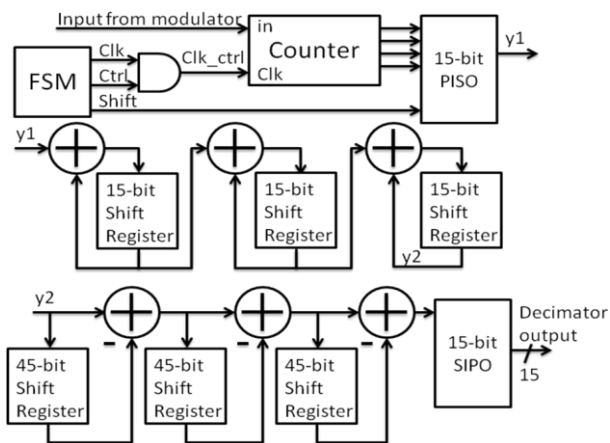 Input from modulator
in
Counter
Clk
Clk
Ctrl
Clk_ctrl
FSM
Shift
15-bit
PISO
y1
y1
15-bit
Shift
Register
15-bit
Shift
Register
15-bit
Shift
Register
y2
y2
45-bit
Shift
Register
45-bit
Shift
Register
45-bit
Shift
Register
15-bit
SIPO
Decimator
output
15